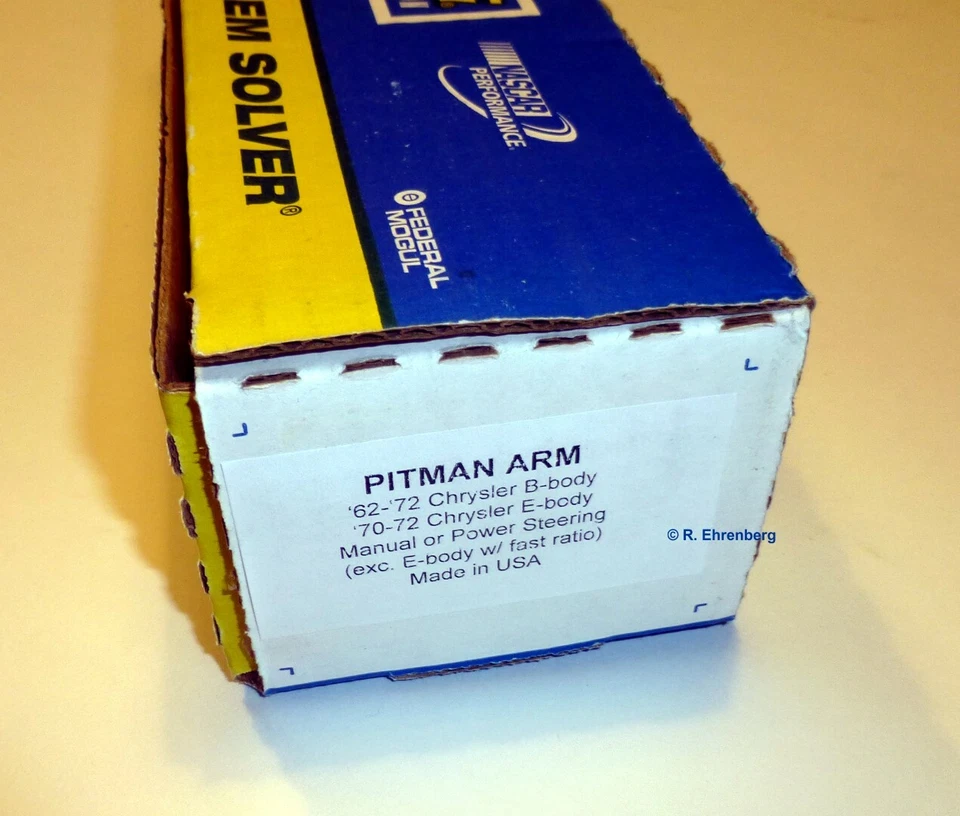 EM SOLVER®
NASCAR
PERFORMANCE
e FEDERAL
MOGUL
PITMAN ARM
'62-'72 Chrysler B-body
'70-72 Chrysler E-body
Manual or Power Steering
(exc. E-body w/ fast ratio)
Made in USA
© R. Ehrenberg